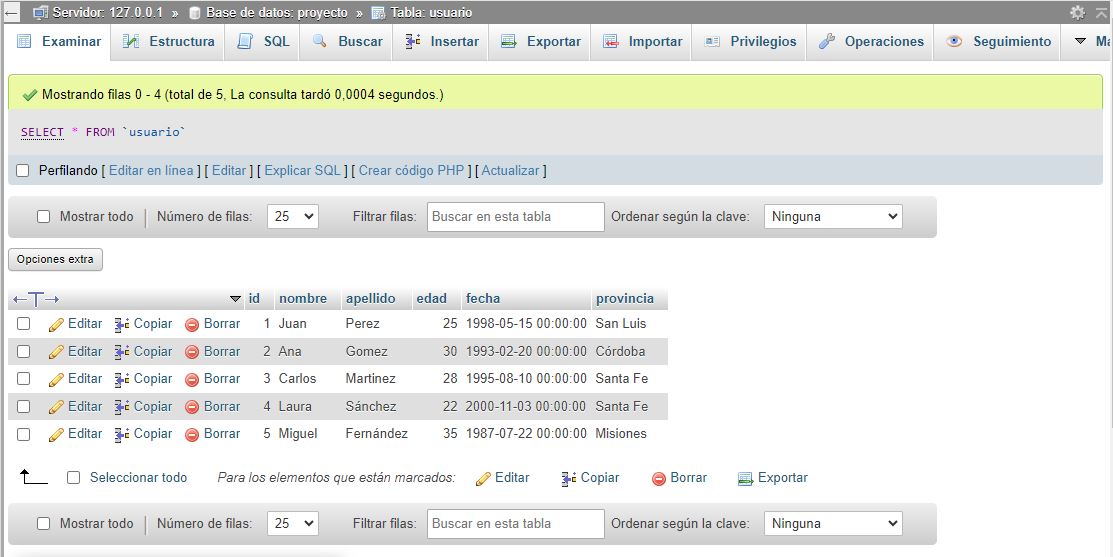 Servidor: 127.0.0.1 » Base de datos: proyecto » Tabla: usuario
Examinar Estructura SQL Buscar Insertar Exportar Importar Privilegios Operaciones Seguimiento
Mostrando filas 0 - 4 (total de 5, La consulta tardó 0,0004 segundos.)
SELECT * FROM `usuario`
Perfilando [ Editar en línea ] [ Editar ] [ Explicar SQL ] [ Crear código PHP ] [ Actualizar ]
Mostrar todo | Número de filas: 25 Filtrar filas: Buscar en esta tabla Ordenar según la clave: Ninguna
Opciones extra
←T→ id nombre apellido edad fecha provincia
Editar Copiar Borrar 1 Juan Perez 25 1998-05-15 00:00:00 San Luis
Editar Copiar Borrar 2 Ana Gomez 30 1993-02-20 00:00:00 Córdoba
Editar Copiar Borrar 3 Carlos Martinez 28 1995-08-10 00:00:00 Santa Fe
Editar Copiar Borrar 4 Laura Sánchez 22 2000-11-03 00:00:00 Santa Fe
Editar Copiar Borrar 5 Miguel Fernández 35 1987-07-22 00:00:00 Misiones
Seleccionar todo Para los elementos que están marcados: Editar Copiar Borrar Exportar
Mostrar todo | Número de filas: 25 Filtrar filas: Buscar en esta tabla Ordenar según la clave: Ninguna